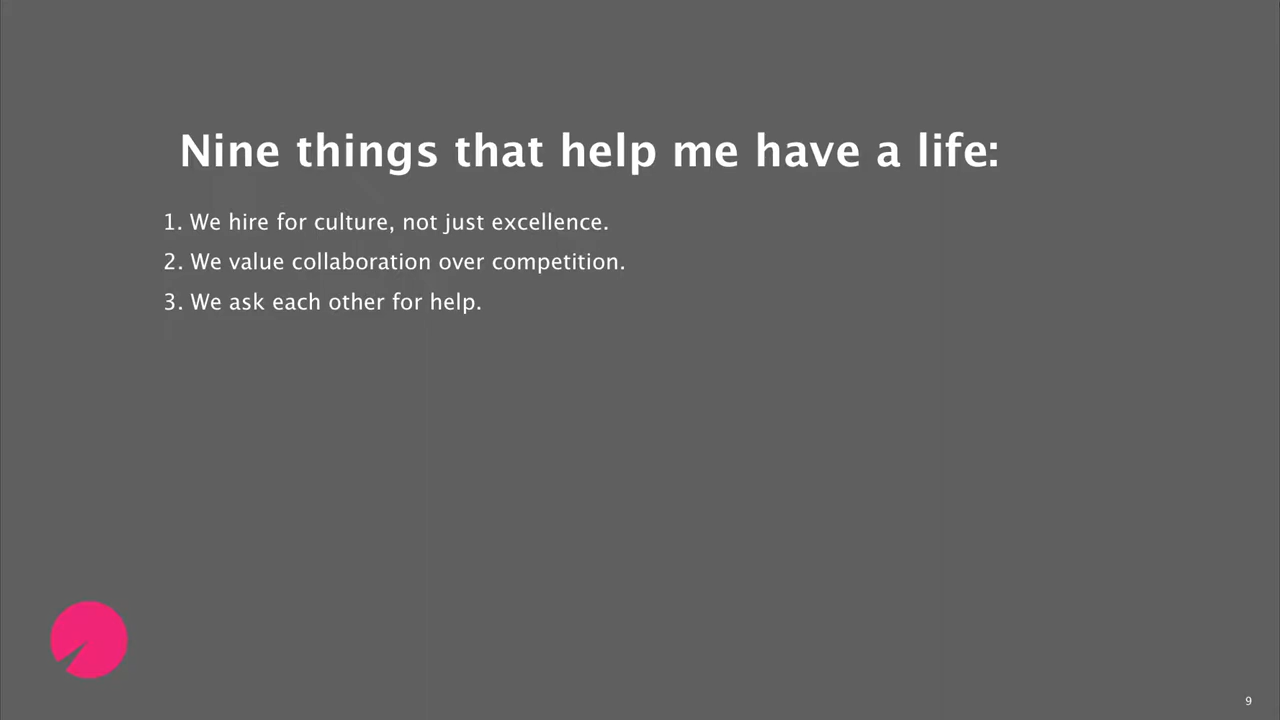 Nine things that help me have a life:
1. We hire for culture, not just excellence.
2. We value collaboration over competition.
3. We ask each other for help.
9